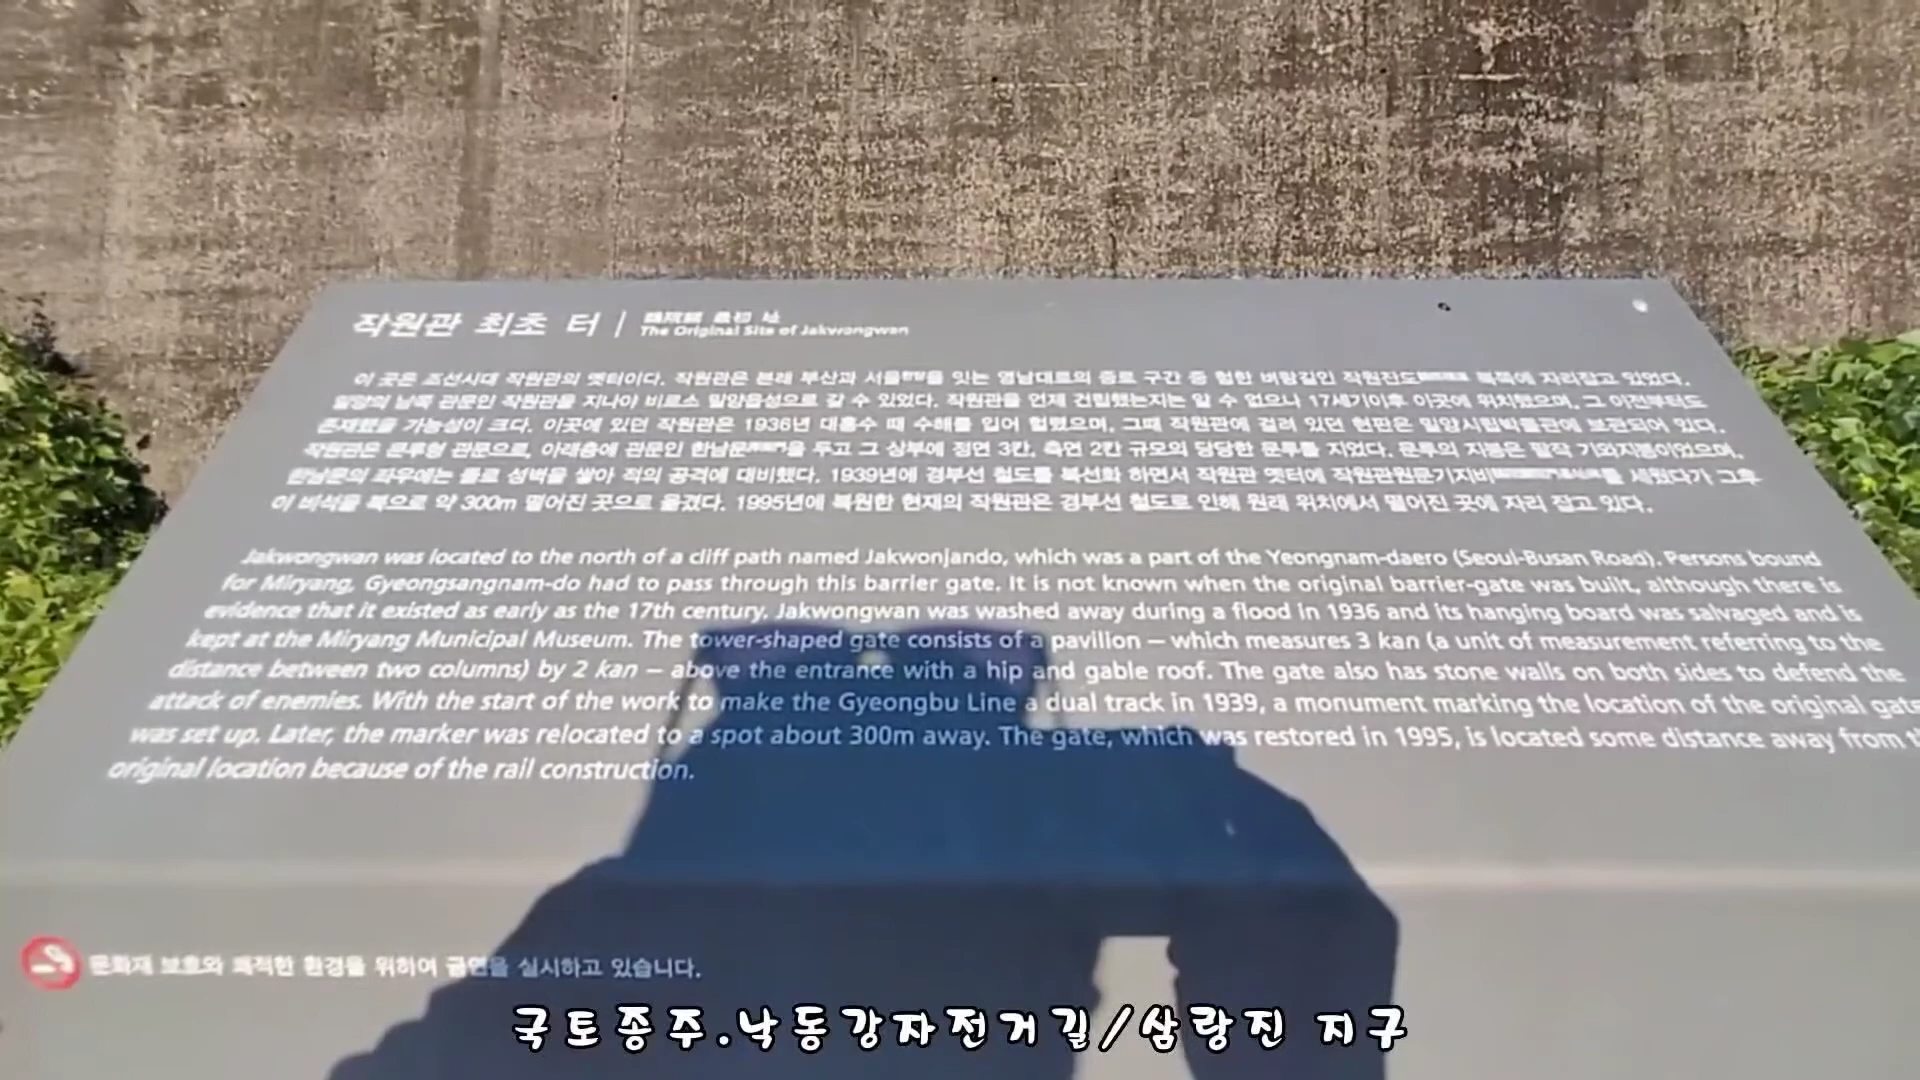 작원관 최초 터 |
The Original Site of Jakwongwan
이 곳은 조선시대 작원관의 옛터이다. 작원관은 본래 부산과 서울 을 잇는 영남대로의 종로 구간 중 험한 벼랑길인 작원잔도 북쪽에 자리잡고 있었다.
밀양의 남쪽 관문인 작원관을 지나야 비로소 밀양읍성으로 갈 수 있었다. 작원관을 언제 건립했는지는 알 수 없으나 17세기이후 이곳에 위치했으며, 그 이전부터도
존재했을 가능성이 크다. 이곳에 있던 작원관은 1936년 대홍수 때 수해를 입어 헐렸으며, 그때 작원관에 걸려 있던 현판은 밀양시립박물관에 보관되어 있다.
작원관은 문루형 관문으로, 아래층에 관문인 한남문 을 두고 그 상부에 정면 3칸, 측면 2칸 규모의 당당한 문루를 지었다. 문루의 지붕은 팔작 기와지붕이었으며,
한남문의 좌우에는 돌로 성벽을 쌓아 적의 공격에 대비했다. 1939년에 경부선 철도를 복선화 하면서 작원관 옛터에 작원관원문기지비 를 세웠다가 그후
이 비석을 북으로 약 300m 떨어진 곳으로 옮겼다. 1995년에 복원한 현재의 작원관은 경부선 철도로 인해 원래 위치에서 떨어진 곳에 자리 잡고 있다.
Jakwongwan was located to the north of a cliff path named Jakwonjando, which was a part of the Yeongnam-daero (Seoul-Busan Road). Persons bound
for Miryang, Gyeongsangnam-do had to pass through this barrier gate. It is not known when the original barrier-gate was built, although there is
evidence that it existed as early as the 17th century. Jakwongwan was washed away during a flood in 1936 and its hanging board was salvaged and is
kept at the Miryang Municipal Museum. The tower-shaped gate consists of a pavilion – which measures 3 kan (a unit of measurement referring to the
distance between two columns) by 2 kan – above the entrance with a hip and gable roof. The gate also has stone walls on both sides to defend the
attack of enemies. With the start of the work to make the Gyeongbu Line a dual track in 1939, a monument marking the location of the original gate
was set up. Later, the marker was relocated to a spot about 300m away. The gate, which was restored in 1995, is located some distance away from
original location because of the rail construction.
문화재 보호와 쾌적한 환경을 위하여 금연을 실시하고 있습니다.
국토종주.낙동강자전거길/삼랑진 지구